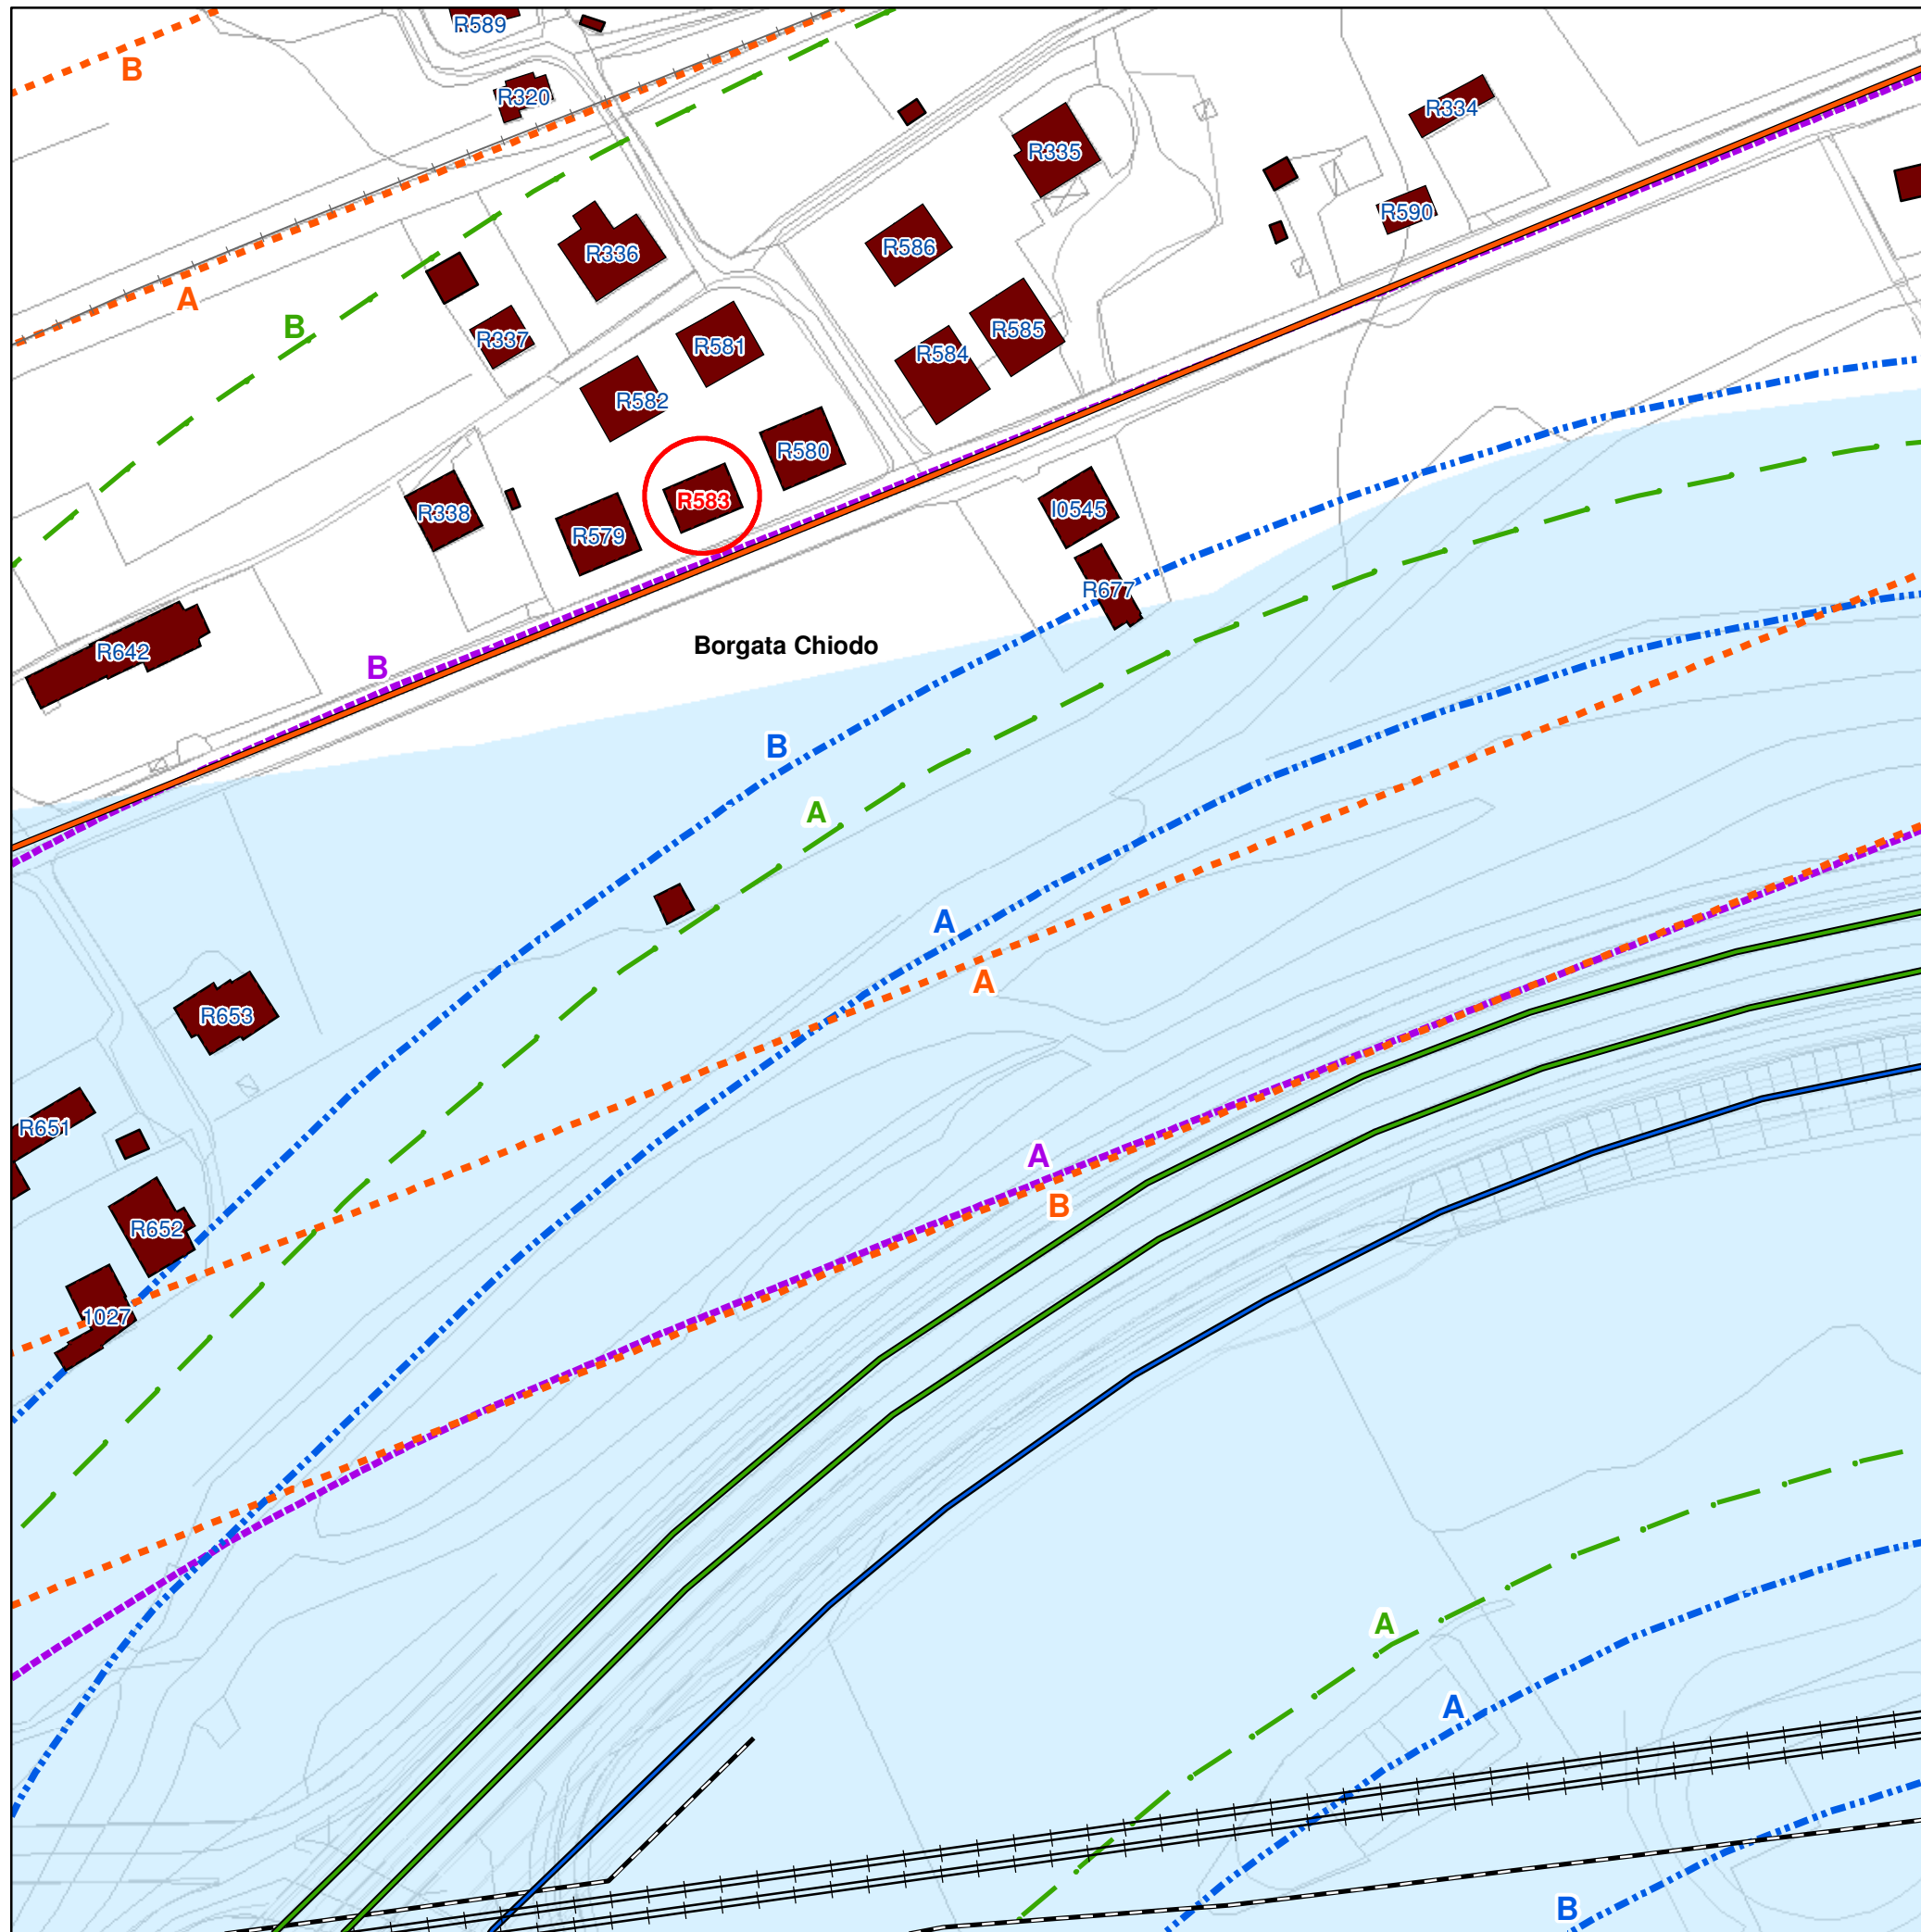 R589
B
R320
R334
R335
R590
R586
R336
A
B
R337
R585
R581
R584
R582
R580
R583
I0545
R338
R579
R677
Borgata Chiodo
R642
B
B
A
A
A
R653
R651
A
B
R652
1027
A
A
B